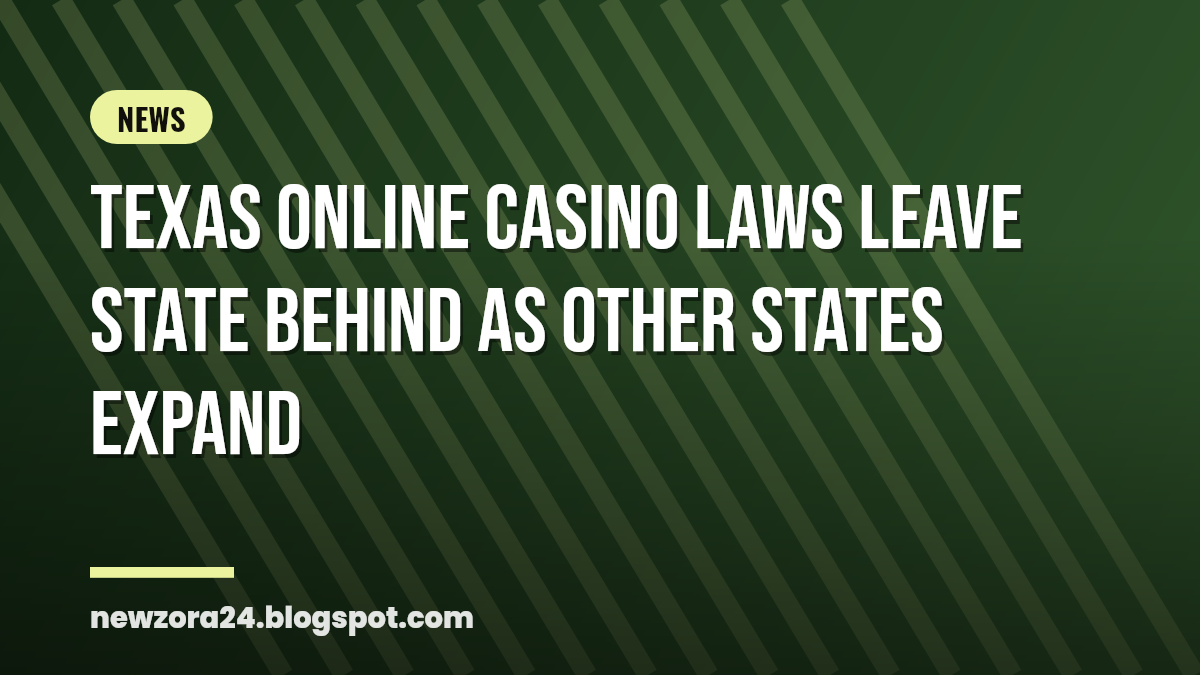 NEWS
TEXAS ONLINE CASINO LAWS LEAVE
STATE BEHIND AS OTHER STATES
EXPAND
newzora24.blogspot.com